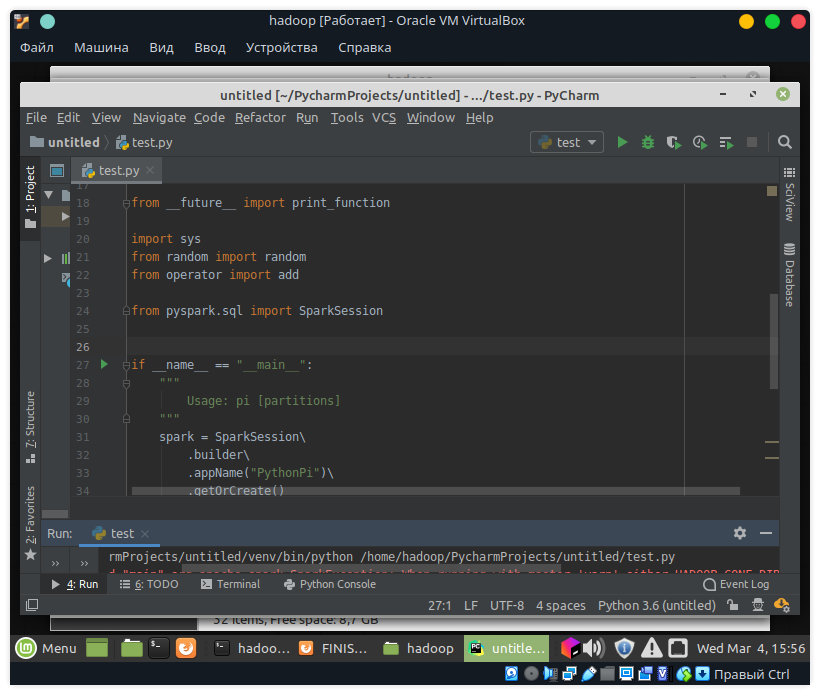 hadoop [Работает] - Oracle VM VirtualBox
Файл Машина Вид Ввод Устройства Справка
untitled [~/PycharmProjects/untitled] - .../test.py - PyCharm
File Edit View Navigate Code Refactor Run Tools VCS Window Help
untitled test.py test
1: Project
test.py
SciView
Database
17
18 from __future__ import print_function
19
20 import sys
21 from random import random
22 from operator import add
23
24 from pyspark.sql import SparkSession
25
26
27 if __name__ == "__main__":
28 """
29 Usage: pi [partitions]
30 """
31 spark = SparkSession\
32 .builder\
33 .appName("PythonPi")\
34 .getOrCreate()
7: Structure
2: Favorites
Run: test
rmProjects/untitled/venv/bin/python /home/hadoop/PycharmProjects/untitled/test.py
4: Run 6: TODO Terminal Python Console Event Log
27:1 LF UTF-8 4 spaces Python 3.6 (untitled)
32 items, Free space: 8,7 GB
Menu hadoo... FINIS... hadoop untitle... Wed Mar 4, 15:56
Правый Ctrl